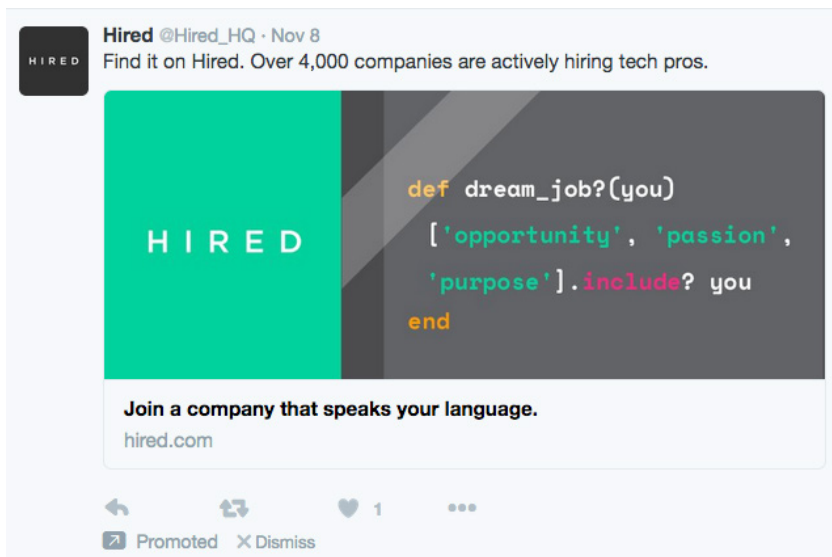 HIRED
Hired @Hired_HQ · Nov 8
Find it on Hired. Over 4,000 companies are actively hiring tech pros.
HIRED
def dream_job?(you)
['opportunity', 'passion',
'purpose'].include? you
end
Join a company that speaks your language.
hired.com
1
Promoted
Dismiss